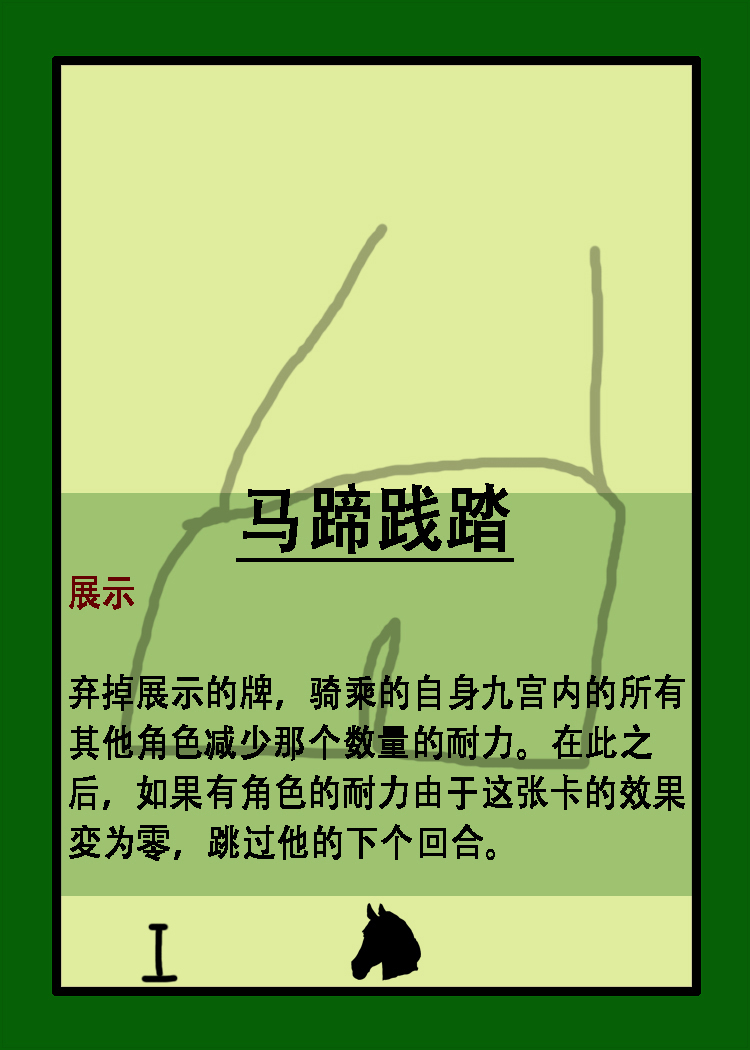 马蹄践踏
展示
弃掉展示的牌，骑乘的自身九宫内的所有
其他角色减少那个数量的耐力。在此之
后，如果有角色的耐力由于这张卡的效果
变为零，跳过他的下个回合。
I